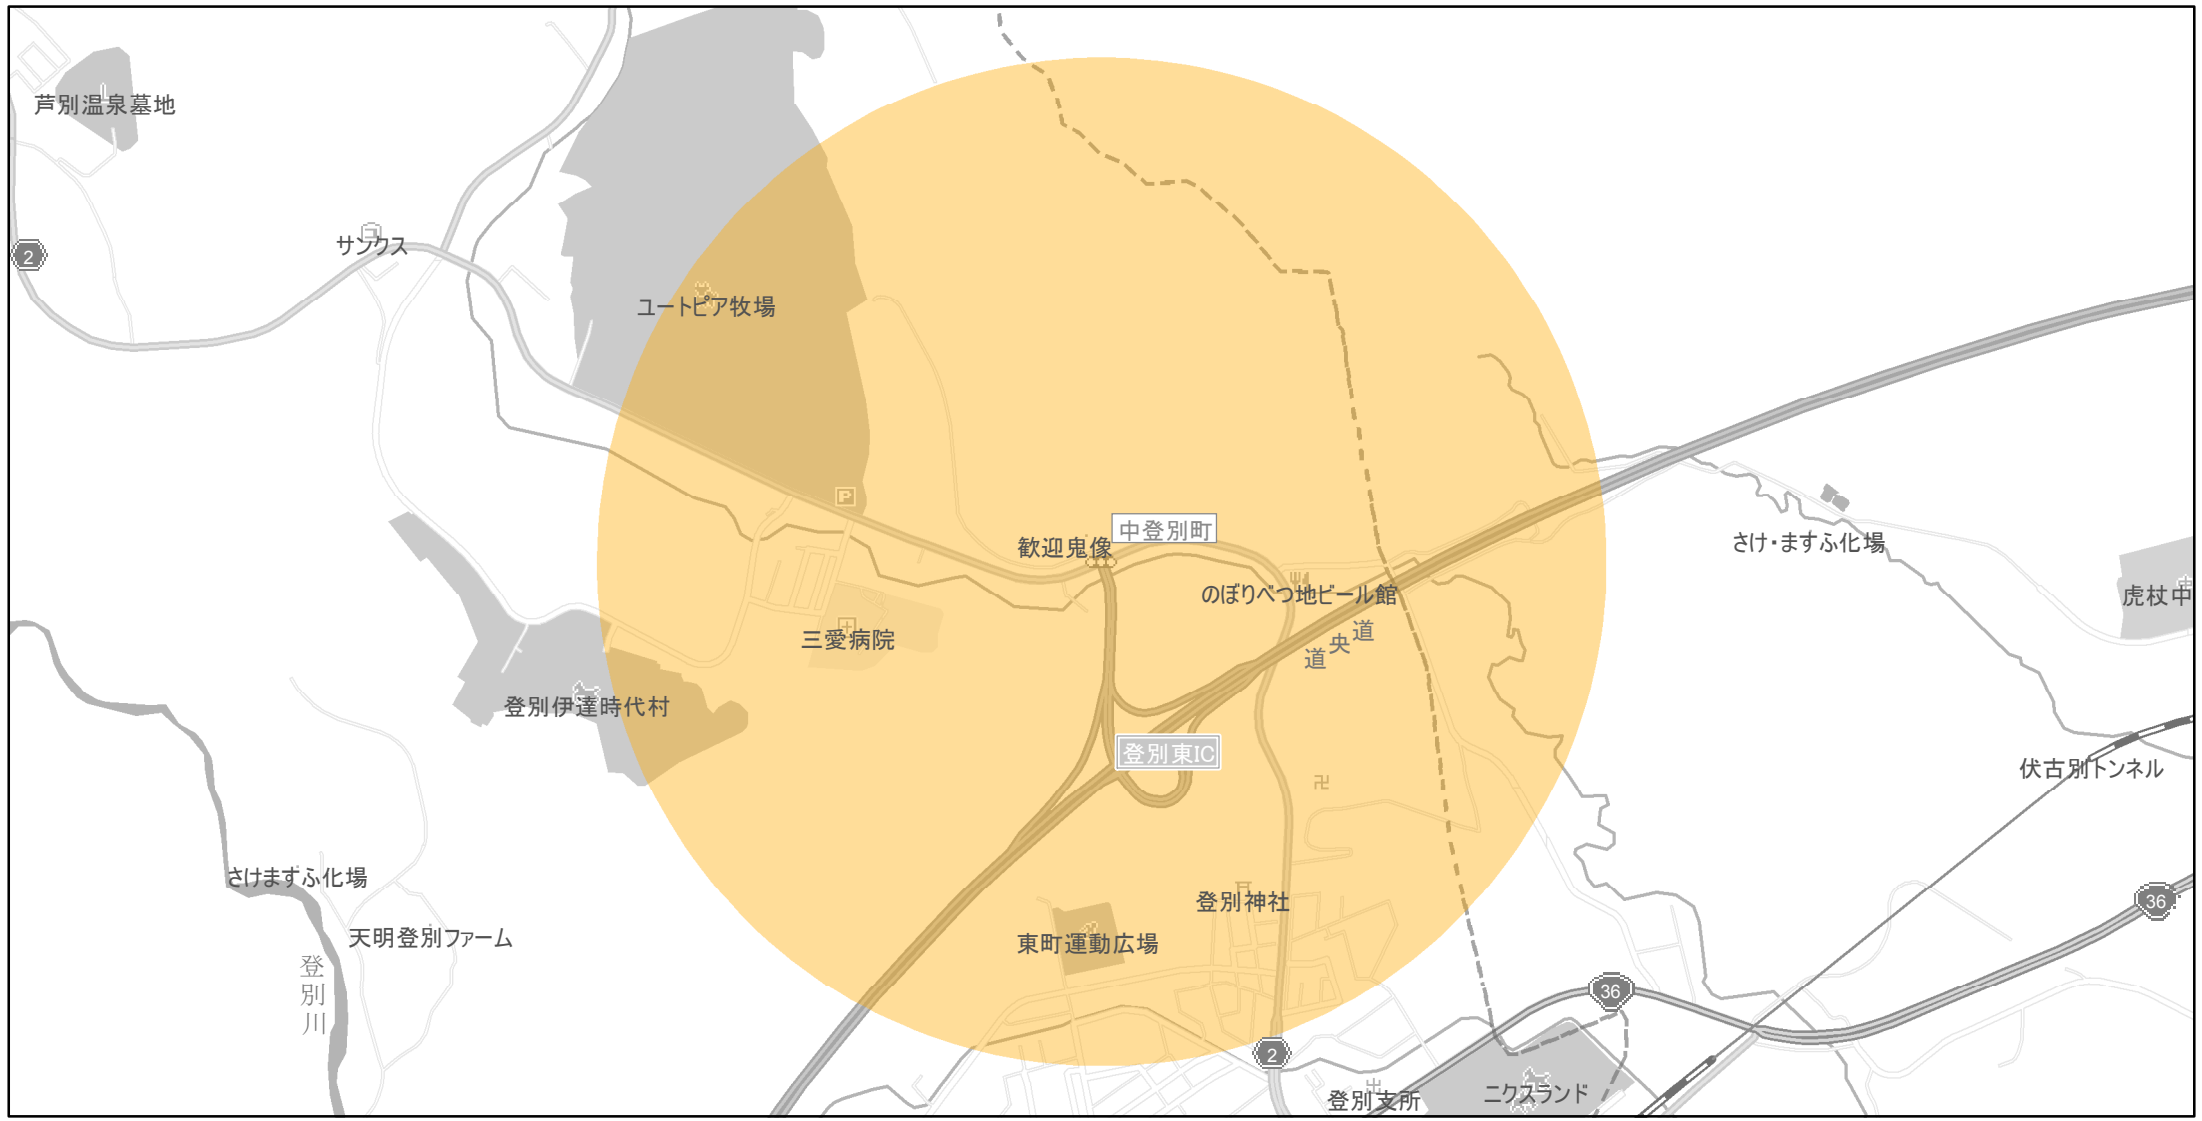 芦別温泉墓地
2
サンクス
ユートピア牧場
P
歓迎鬼像
中登別町
のぼりべつ地ビール館
道央道
さけ・ますふ化場
虎杖中
三愛病院
登別伊達時代村
登別東IC
卍
伏古別トンネル
さけますふ化場
登別神社
36
天明登別ファーム
東町運動広場
登別川
36
2
登別支所
ニクスランド